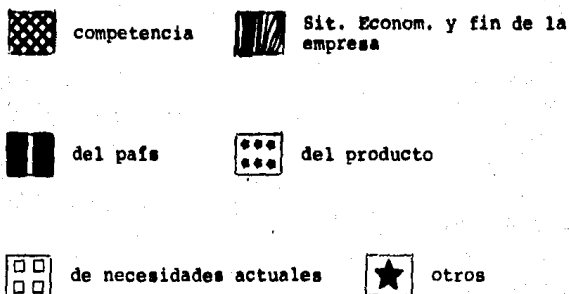 competencia
Sit. Econom. y fin de la
empresa
del país
del producto
de necesidades actuales
otros